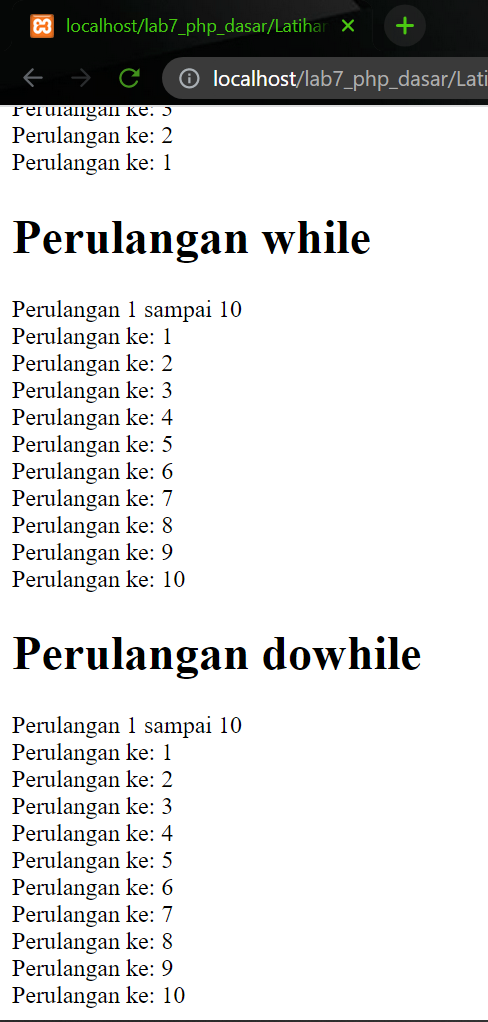 localhost/lab7_php_dasar/Latihar
localhost/lab7_php_dasar/Lati
Perulangan ke: 3
Perulangan ke: 2
Perulangan ke: 1
Perulangan while
Perulangan 1 sampai 10
Perulangan ke: 1
Perulangan ke: 2
Perulangan ke: 3
Perulangan ke: 4
Perulangan ke: 5
Perulangan ke: 6
Perulangan ke: 7
Perulangan ke: 8
Perulangan ke: 9
Perulangan ke: 10
Perulangan dowhile
Perulangan 1 sampai 10
Perulangan ke: 1
Perulangan ke: 2
Perulangan ke: 3
Perulangan ke: 4
Perulangan ke: 5
Perulangan ke: 6
Perulangan ke: 7
Perulangan ke: 8
Perulangan ke: 9
Perulangan ke: 10